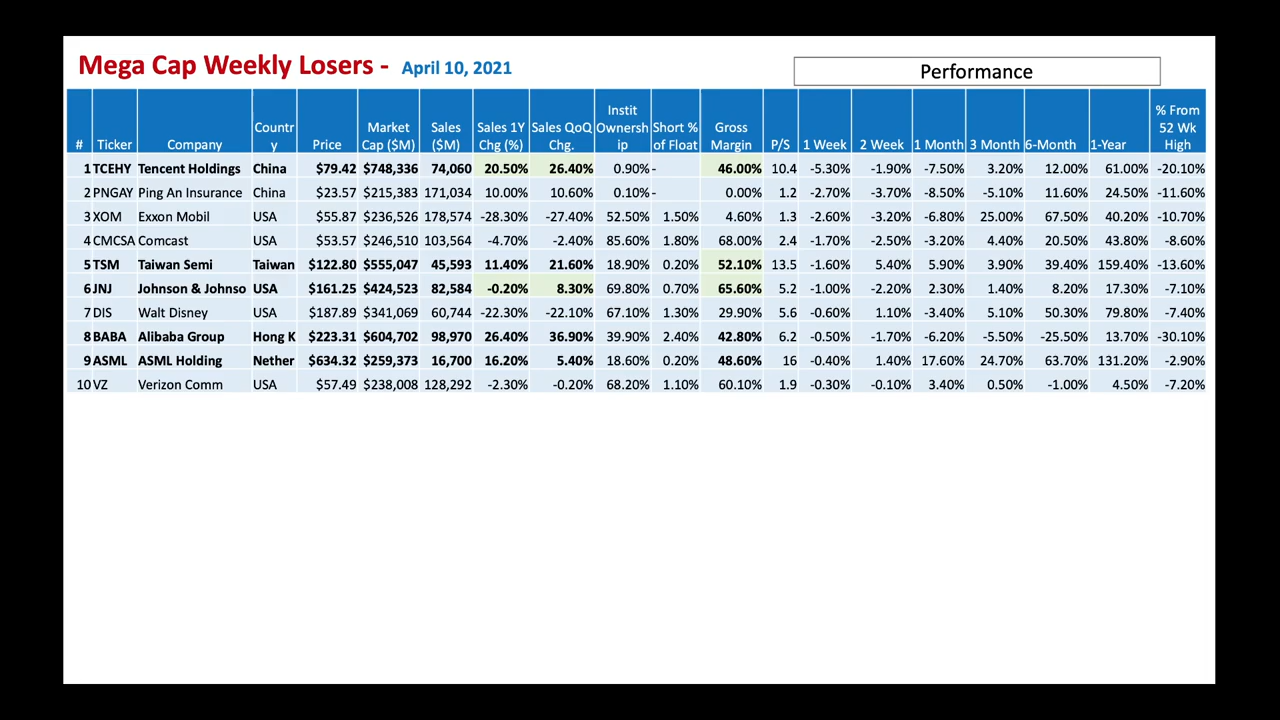 Mega Cap Weekly Losers - April 10, 2021
Performance
# Ticker Company Countr y Price Market Cap ($M) Sales ($M) Sales 1Y Chg (%) Sales QoQ Chg. Instit Ownersh ip Short % of Float Gross Margin P/S 1 Week 2 Week 1 Month 3 Month 6-Month 1-Year % From 52 Wk High
1 TCEHY Tencent Holdings China $79.42 $748,336 74,060 20.50% 26.40% 0.90% - 46.00% 10.4 -5.30% -1.90% -7.50% 3.20% 12.00% 61.00% -20.10%
2 PNGAY Ping An Insurance China $23.57 $215,383 171,034 10.00% 10.60% 0.10% - 0.00% 1.2 -2.70% -3.70% -8.50% -5.10% 11.60% 24.50% -11.60%
3 XOM Exxon Mobil USA $55.87 $236,526 178,574 -28.30% -27.40% 52.50% 1.50% 4.60% 1.3 -2.60% -3.20% -6.80% 25.00% 67.50% 40.20% -10.70%
4 CMCSA Comcast USA $53.57 $246,510 103,564 -4.70% -2.40% 85.60% 1.80% 68.00% 2.4 -1.70% -2.50% -3.20% 4.40% 20.50% 43.80% -8.60%
5 TSM Taiwan Semi Taiwan $122.80 $555,047 45,593 11.40% 21.60% 18.90% 0.20% 52.10% 13.5 -1.60% 5.40% 5.90% 3.90% 39.40% 159.40% -13.60%
6 JNJ Johnson & Johnso USA $161.25 $424,523 82,584 -0.20% 8.30% 69.80% 0.70% 65.60% 5.2 -1.00% -2.20% 2.30% 1.40% 8.20% 17.30% -7.10%
7 DIS Walt Disney USA $187.89 $341,069 60,744 -22.30% -22.10% 67.10% 1.30% 29.90% 5.6 -0.60% 1.10% -3.40% 5.10% 50.30% 79.80% -7.40%
8 BABA Alibaba Group Hong K $223.31 $604,702 98,970 26.40% 36.90% 39.90% 2.40% 42.80% 6.2 -0.50% -1.70% -6.20% -5.50% -25.50% 13.70% -30.10%
9 ASML ASML Holding Nether $634.32 $259,373 16,700 16.20% 5.40% 18.60% 0.20% 48.60% 16 -0.40% 1.40% 17.60% 24.70% 63.70% 131.20% -2.90%
10 VZ Verizon Comm USA $57.49 $238,008 128,292 -2.30% -0.20% 68.20% 1.10% 60.10% 1.9 -0.30% -0.10% 3.40% 0.50% -1.00% 4.50% -7.20%